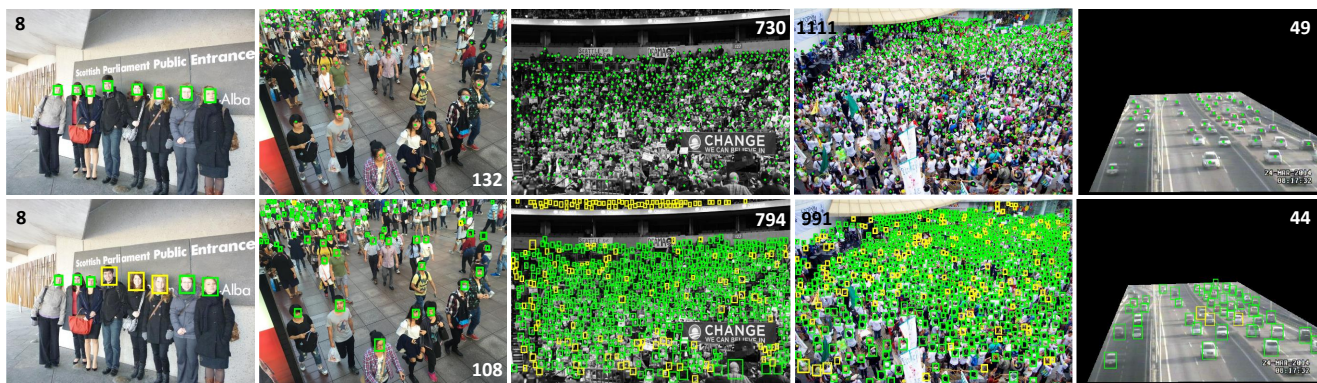 8
Scottish Parliament Public Entrance
Alba
132
730
CHANGE
WE CAN BELIEVE IN
1111
49
24-MAR-2014
08:17:32
8
Scottish Parliament Public Entrance
Alba
108
794
CHANGE
WE CAN BELIEVE IN
991
44
24-MAR-2014
08:17:32